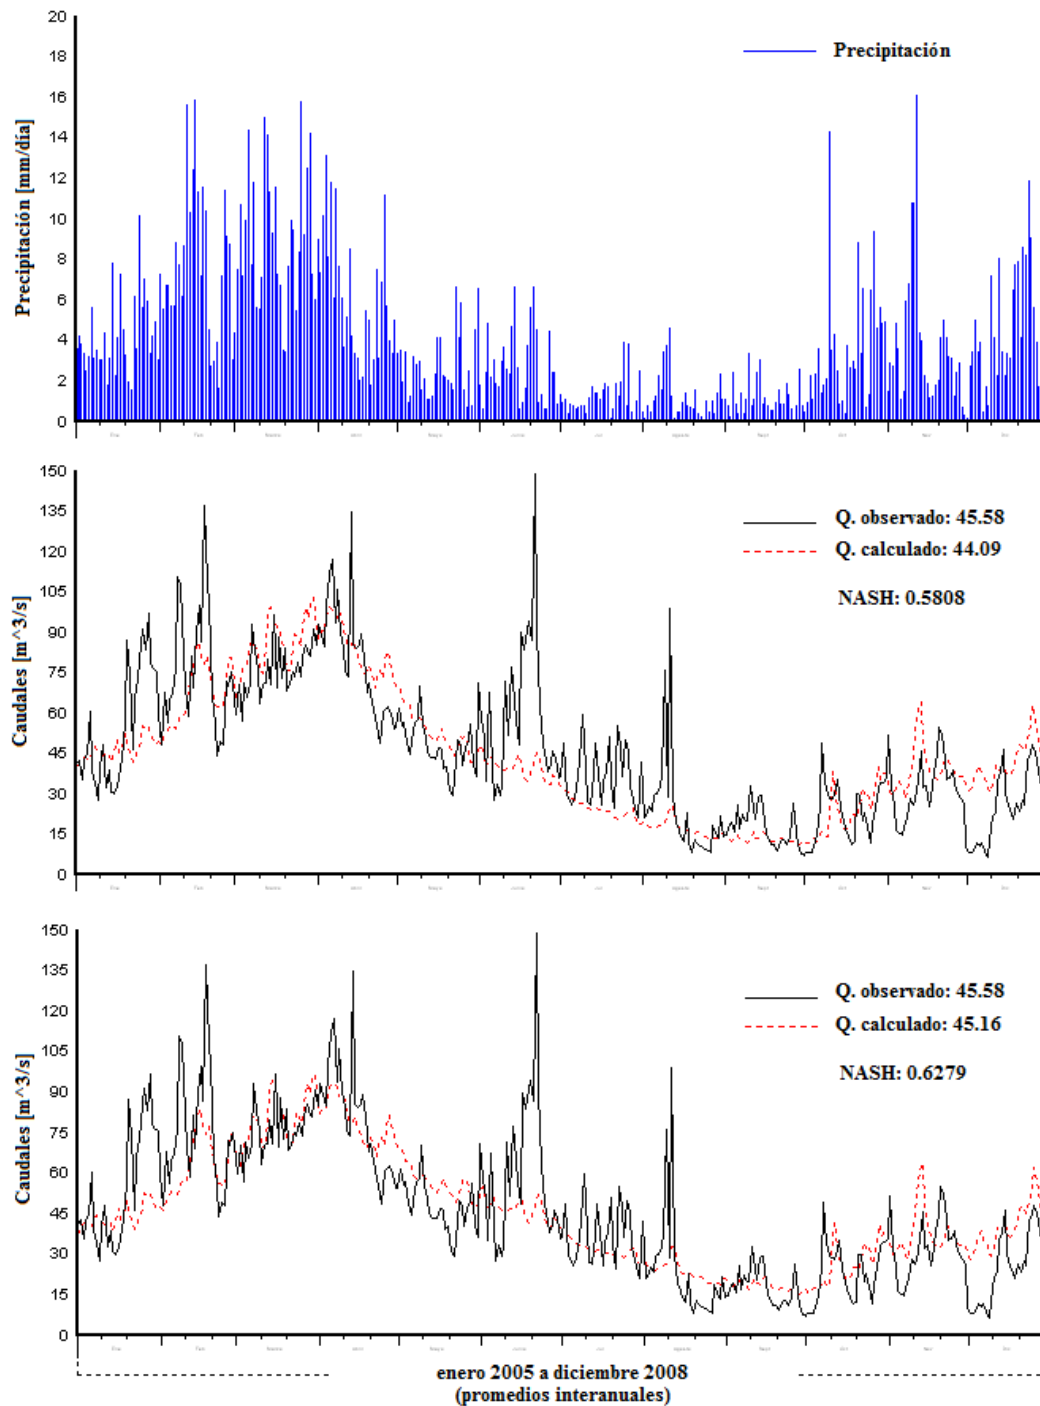 20
18
16
14
12
10
8
6
4
2
0
Precipitación [mm/día]
Precipitación
150
135
120
105
90
75
60
45
30
15
0
Caudales [m^3/s]
Q. observado: 45.58
Q. calculado: 44.09
NASH: 0.5808
150
135
120
105
90
75
60
45
30
15
0
Caudales [m^3/s]
Q. observado: 45.58
Q. calculado: 45.16
NASH: 0.6279
enero 2005 a diciembre 2008
(promedios interanuales)